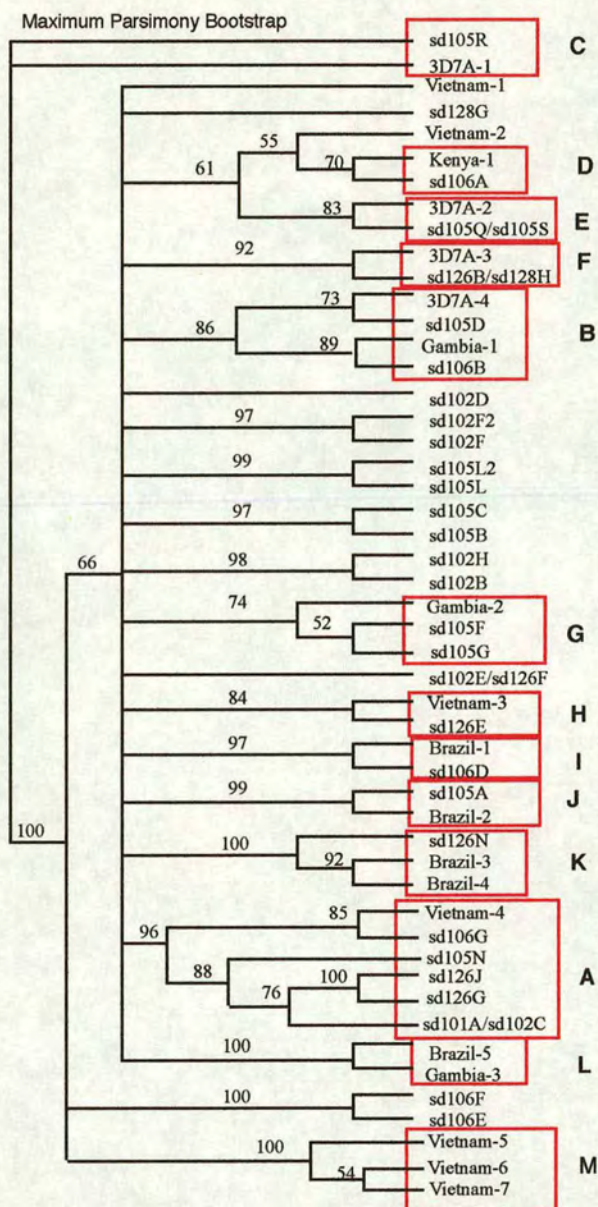 Maximum Parsimony Bootstrap
sd105R
C
3D7A-1
Vietnam-1
sd128G
Vietnam-2
55
Kenya-1
70
D
61
sd106A
3D7A-2
83
E
sd105Q/sd105S
92
3D7A-3
F
sd126B/sd128H
3D7A-4
73
sd105D
B
86
Gambia-1
89
sd106B
sd102D
97
sd102F2
sd102F
99
sd105L2
sd105L
97
sd105C
sd105B
66
98
sd102H
sd102B
74
Gambia-2
52
sd105F
G
sd105G
sd102E/sd126F
84
Vietnam-3
H
sd126E
97
Brazil-1
I
sd106D
99
sd105A
J
Brazil-2
100
100
sd126N
92
Brazil-3
K
Brazil-4
85
Vietnam-4
96
sd106G
88
sd105N
100
sd126J
A
76
sd126G
sd101A/sd102C
100
Brazil-5
L
Gambia-3
100
sd106F
sd106E
100
Vietnam-5
54
Vietnam-6
M
Vietnam-7